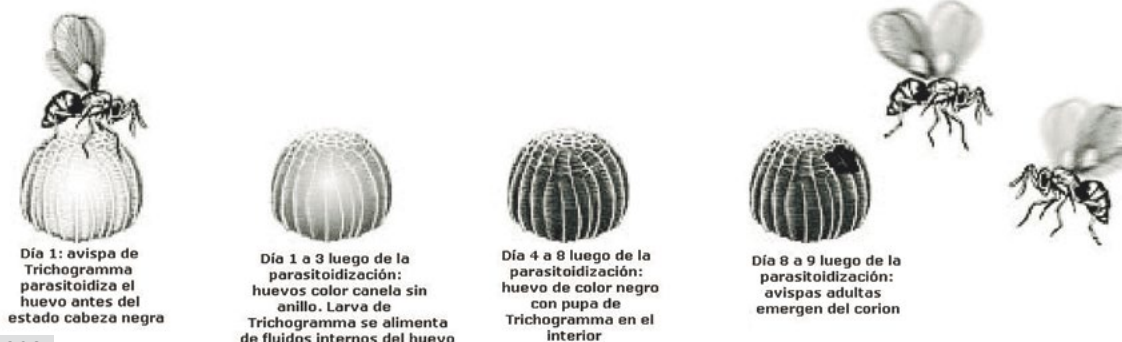 Día 1: avispa de
Trichogramma
parasitoidiza el
huevo antes del
estado cabeza negra
Día 1 a 3 luego de la
parasitoidización:
huevos color canela sin
anillo. Larva de
Trichogramma se alimenta
de fluidos internos del huevo
Día 4 a 8 luego de la
parasitoidización:
huevo de color negro
con pupa de
Trichogramma en el
interior
Día 8 a 9 luego de la
parasitoidización:
avispas adultas
emergen del corion